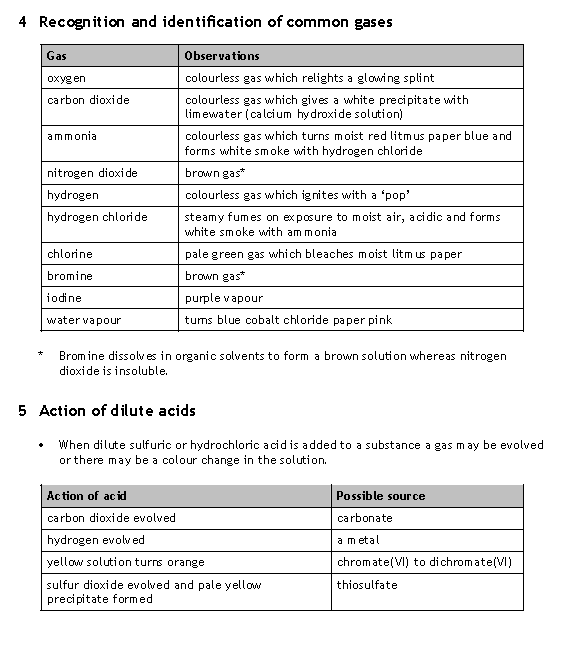 4 Recognition and identification of common gases
Gas Observations
oxygen colourless gas which relights a glowing splint
carbon dioxide colourless gas which gives a white precipitate with
limewater (calcium hydroxide solution)
ammonia colourless gas which turns moist red litmus paper blue and
forms white smoke with hydrogen chloride
nitrogen dioxide brown gas*
hydrogen colourless gas which ignites with a ‘pop’
hydrogen chloride steamy fumes on exposure to moist air, acidic and forms
white smoke with ammonia
chlorine pale green gas which bleaches moist litmus paper
bromine brown gas*
iodine purple vapour
water vapour turns blue cobalt chloride paper pink
* Bromine dissolves in organic solvents to form a brown solution whereas nitrogen
dioxide is insoluble.
5 Action of dilute acids
• When dilute sulfuric or hydrochloric acid is added to a substance a gas may be evolved
or there may be a colour change in the solution.
Action of acid Possible source
carbon dioxide evolved carbonate
hydrogen evolved a metal
yellow solution turns orange chromate(VI) to dichromate(VI)
sulfur dioxide evolved and pale yellow thiosulfate
precipitate formed